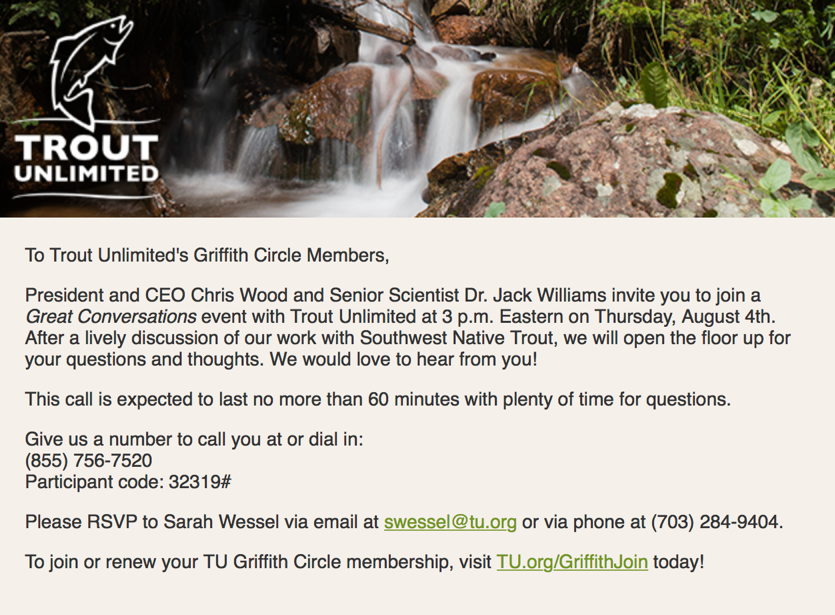 TROUT
UNLIMITED
To Trout Unlimited's Griffith Circle Members,
President and CEO Chris Wood and Senior Scientist Dr. Jack Williams invite you to join a
Great Conversations event with Trout Unlimited at 3 p.m. Eastern on Thursday, August 4th.
After a lively discussion of our work with Southwest Native Trout, we will open the floor up for
your questions and thoughts. We would love to hear from you!
This call is expected to last no more than 60 minutes with plenty of time for questions.
Give us a number to call you at or dial in:
(855) 756-7520
Participant code: 32319#
Please RSVP to Sarah Wessel via email at swessel@tu.org or via phone at (703) 284-9404.
To join or renew your TU Griffith Circle membership, visit TU.org/GriffithJoin today!